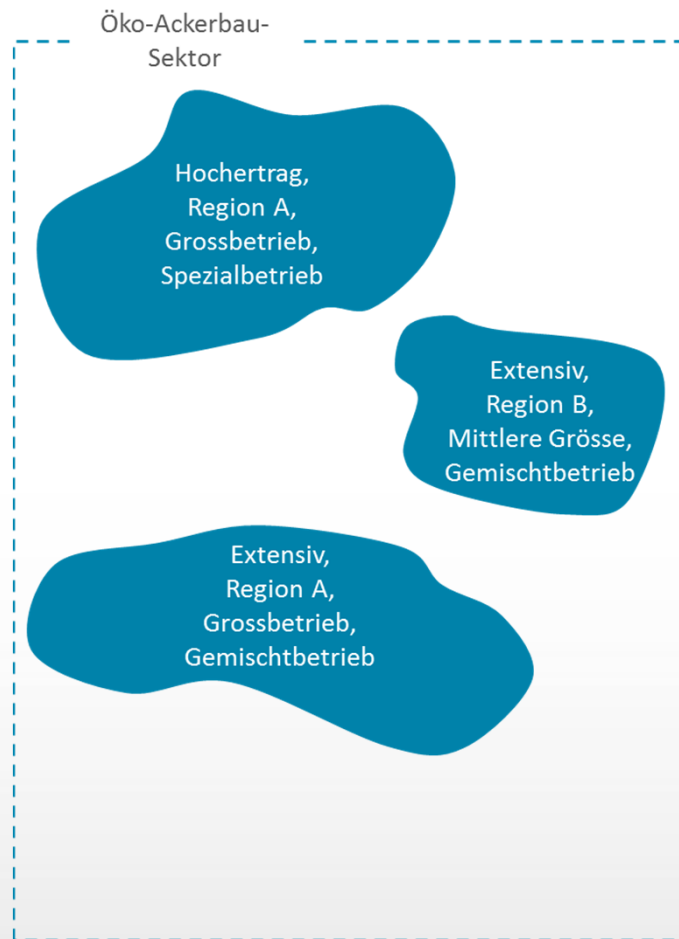 Öko-Ackerbau-
Sektor
Hochertrag,
Region A,
Grossbetrieb,
Spezialbetrieb
Extensiv,
Region B,
Mittlere Grösse,
Gemischtbetrieb
Extensiv,
Region A,
Grossbetrieb,
Gemischtbetrieb